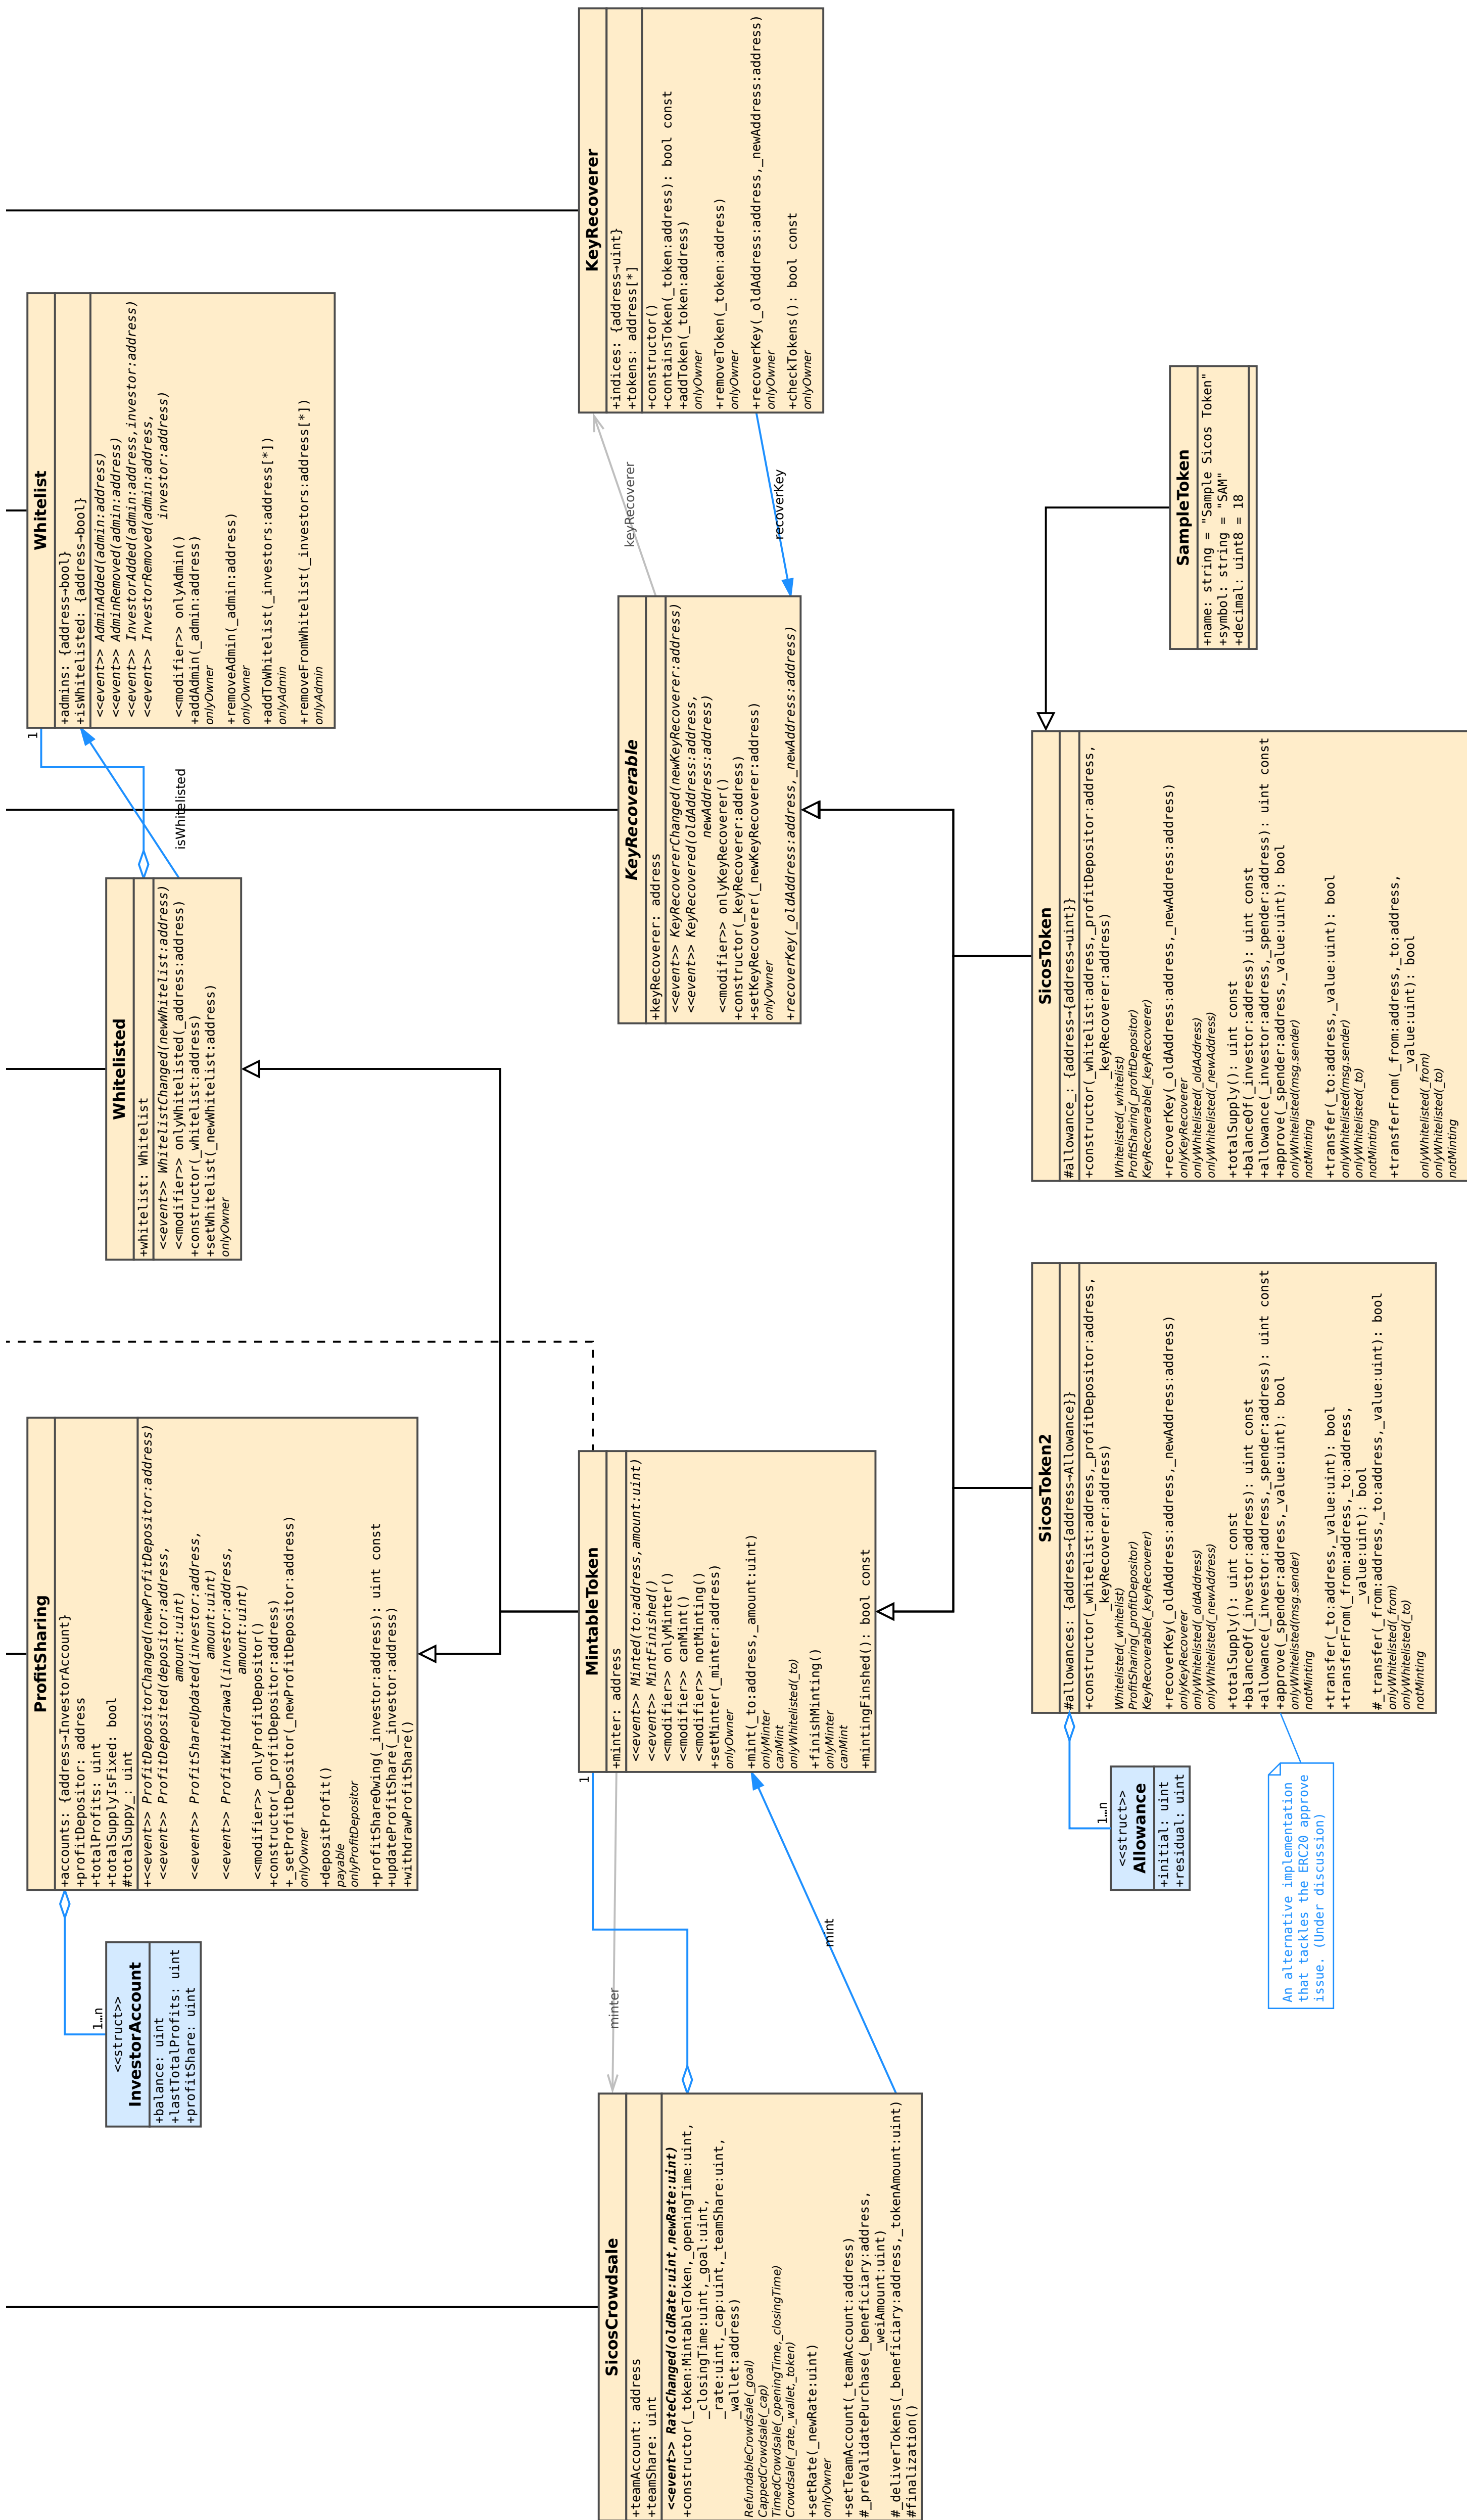 <<struct>>
InvestorAccount
+balance: uint
+lastTotalProfits: uint
+profitShare: uint
1…n
ProfitSharing
+accounts: {address→InvestorAccount}
+profitDepositor: address
+totalProfits: uint
+totalSupplyIsFixed: bool
#totalSuppy_: uint
+<<event>> ProfitDepositorChanged(newProfitDepositor:address)
<<event>> ProfitDeposited(depositor:address,
amount:uint)
<<event>> ProfitShareUpdated(investor:address,
amount:uint)
<<event>> ProfitWithdrawal(investor:address,
amount:uint)
<<modifier>> onlyProfitDepositor()
+constructor(_profitDepositor:address)
+_setProfitDepositor(_newProfitDepositor:address)
onlyOwner
+depositProfit()
payable
onlyProfitDepositor
+profitShareOwing(_investor:address): uint const
+updateProfitShare(_investor:address)
+withdrawProfitShare()
Whitelisted
+whitelist: Whitelist
<<event>> WhitelistChanged(newWhitelist:address)
<<modifier>> onlyWhitelisted(_address:address)
+constructor(_whitelist:address)
+setWhitelist(_newWhitelist:address)
onlyOwner
isWhitelisted
1
Whitelist
+admins: {address→bool}
+isWhitelisted: {address→bool}
<<event>> AdminAdded(admin:address)
<<event>> AdminRemoved(admin:address)
<<event>> InvestorAdded(admin:address,investor:address)
<<event>> InvestorRemoved(admin:address,
investor:address)
<<modifier>> onlyAdmin()
+addAdmin(_admin:address)
onlyOwner
+removeAdmin(_admin:address)
onlyOwner
+addToWhitelist(_investors:address[*])
onlyAdmin
+removeFromWhitelist(_investors:address[*])
onlyAdmin
SicosCrowdsale
+teamAccount: address
+teamShare: uint
<<event>> RateChanged(oldRate:uint,newRate:uint)
+constructor(_token:MintableToken,_openingTime:uint,
_closingTime:uint,_goal:uint,
_rate:uint,_cap:uint,_teamShare:uint,
_wallet:address)
RefundableCrowdsale(_goal)
CappedCrowdsale(_cap)
TimedCrowdsale(_openingTime,_closingTime)
Crowdsale(_rate,_wallet,_token)
+setRate(_newRate:uint)
onlyOwner
+setTeamAccount(_teamAccount:address)
#_preValidatePurchase(_beneficiary:address,
_weiAmount:uint)
#_deliverTokens(_beneficiary:address,_tokenAmount:uint)
#finalization()
minter
mint
1
MintableToken
+minter: address
<<event>> Minted(to:address,amount:uint)
<<event>> MintFinished()
<<modifier>> onlyMinter()
<<modifier>> canMint()
<<modifier>> notMinting()
+setMinter(_minter:address)
onlyOwner
+mint(_to:address,_amount:uint)
onlyMinter
canMint
onlyWhitelisted(_to)
+finishMinting()
onlyMinter
canMint
+mintingFinshed(): bool const
KeyRecoverable
+keyRecoverer: address
<<event>> KeyRecovererChanged(newKeyRecoverer:address)
<<event>> KeyRecovered(oldAddress:address,
newAddress:address)
<<modifier>> onlyKeyRecoverer()
+constructor(_keyRecoverer:address)
+setKeyRecoverer(_newKeyRecoverer:address)
onlyOwner
+recoverKey(_oldAddress:address,_newAddress:address)
keyRecoverer
recoverKey
KeyRecoverer
+indices: {address→uint}
+tokens: address[*]
+constructor()
+containsToken(_token:address): bool const
+addToken(_token:address)
onlyOwner
+removeToken(_token:address)
onlyOwner
+recoverKey(_oldAddress:address,_newAddress:address)
onlyOwner
+checkTokens(): bool const
onlyOwner
<<struct>>
Allowance
+initial: uint
+residual: uint
1…n
An alternative implementation
that tackles the ERC20 approve
issue. (Under discussion)
SicosToken2
#allowances: {address→{address→Allowance}}
+constructor(_whitelist:address,_profitDepositor:address,
_keyRecoverer:address)
Whitelisted(_whitelist)
ProfitSharing(_profitDepositor)
KeyRecoverable(_keyRecoverer)
+recoverKey(_oldAddress:address,_newAddress:address)
onlyKeyRecoverer
onlyWhitelisted(_oldAddress)
onlyWhitelisted(_newAddress)
+totalSupply(): uint const
+balanceOf(_investor:address): uint const
+allowance(_investor:address,_spender:address): uint const
+approve(_spender:address,_value:uint): bool
onlyWhitelisted(msg.sender)
notMinting
+transfer(_to:address,_value:uint): bool
+transferFrom(_from:address,_to:address,
_value:uint): bool
#_transfer(_from:address,_to:address,_value:uint): bool
onlyWhitelisted(_from)
onlyWhitelisted(_to)
notMinting
SicosToken
#allowance_: {address→{address→uint}}
+constructor(_whitelist:address,_profitDepositor:address,
_keyRecoverer:address)
Whitelisted(_whitelist)
ProfitSharing(_profitDepositor)
KeyRecoverable(_keyRecoverer)
+recoverKey(_oldAddress:address,_newAddress:address)
onlyKeyRecoverer
onlyWhitelisted(_oldAddress)
onlyWhitelisted(_newAddress)
+totalSupply(): uint const
+balanceOf(_investor:address): uint const
+allowance(_investor:address,_spender:address): uint const
+approve(_spender:address,_value:uint): bool
onlyWhitelisted(msg.sender)
notMinting
+transfer(_to:address,_value:uint): bool
onlyWhitelisted(msg.sender)
onlyWhitelisted(_to)
notMinting
+transferFrom(_from:address,_to:address,
_value:uint): bool
onlyWhitelisted(_from)
onlyWhitelisted(_to)
notMinting
SampleToken
+name: string = "Sample Sicos Token"
+symbol: string = "SAM"
+decimal: uint8 = 18